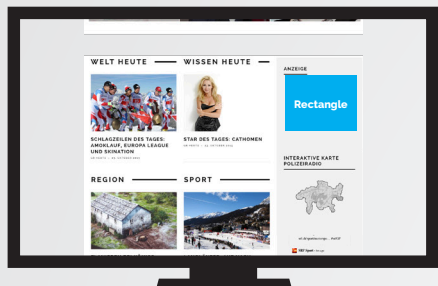 WELT HEUTE
WISSEN HEUTE
ANZEIGE
Rectangle
SCHLAGZEILEN DES TAGES:
AMOKLAUF, EUROPA LEAGUE
UND SKINATION
STAR DES TAGES: CATHOMEN
INTERAKTIVE KARTE
POLIZEIRADIO
REGION
SPORT